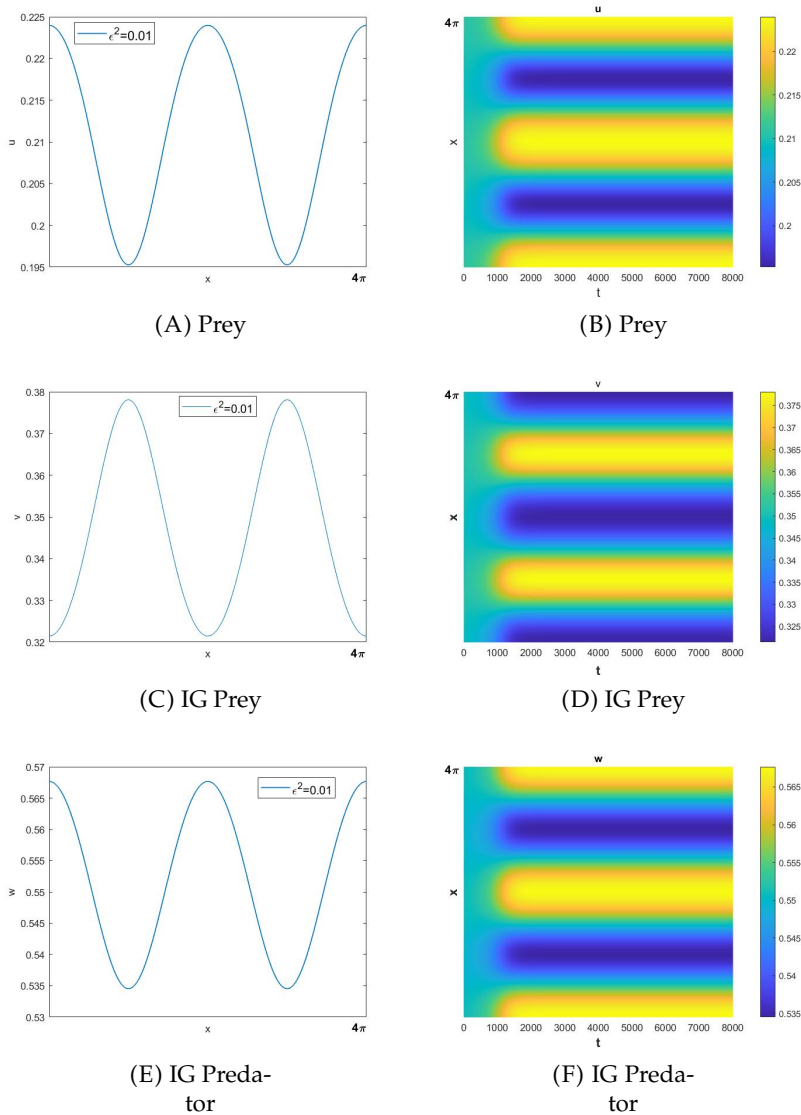 0.225
0.22
0.215
0.21
0.205
0.2
0.195
u
ϵ²=0.01
x
4π
(A) Prey
u
4π
x
0 1000 2000 3000 4000 5000 6000 7000 8000
t
0.22
0.215
0.21
0.205
0.2
(B) Prey
0.38
0.37
0.36
0.35
0.34
0.33
0.32
v
ϵ²=0.01
x
4π
(C) IG Prey
v
4π
x
0 1000 2000 3000 4000 5000 6000 7000 8000
t
0.375
0.37
0.365
0.36
0.355
0.35
0.345
0.34
0.335
0.33
0.325
(D) IG Prey
0.57
0.565
0.56
0.555
0.55
0.545
0.54
0.535
0.53
w
ϵ²=0.01
x
4π
(E) IG Preda-
tor
w
4π
x
0 1000 2000 3000 4000 5000 6000 7000 8000
t
0.565
0.56
0.555
0.55
0.545
0.54
0.535
(F) IG Preda-
tor